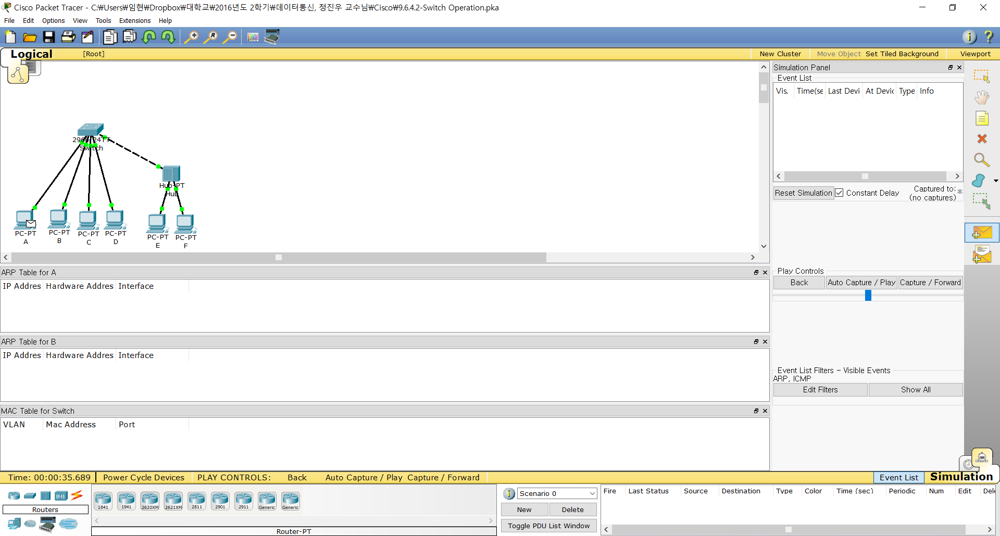 Cisco Packet Tracer - C:₩Users₩임현₩Dropbox₩대학교₩2016년도 2학기₩데이터통신, 정진우 교수님₩Cisco₩9.6.4.2-Switch Operation.pka
File Edit Options View Tools Extensions Help
Logical [Root] New Cluster Move Object Set Tiled Background Viewport
Simulation Panel
Event List
Vis. Time(se Last Devi At Devic Type Info
2960-24TT
Switch
Hub-PT
Hub
PC-PT
A
PC-PT
B
PC-PT
C
PC-PT
D
PC-PT
E
PC-PT
F
Reset Simulation Constant Delay Captured to:
(no captures)
Play Controls
Back Auto Capture / Play Capture / Forward
Event List Filters - Visible Events
ARP, ICMP
Edit Filters Show All
ARP Table for A
IP Addres Hardware Addres Interface
ARP Table for B
IP Addres Hardware Addres Interface
MAC Table for Switch
VLAN Mac Address Port
Time: 00:00:35.689 Power Cycle Devices PLAY CONTROLS: Back Auto Capture / Play Capture / Forward Event List Simulation
Routers
1841 1941 2620XM 2621XM 2811 2901 2911 Generic Generic
Router-PT
Scenario 0
New Delete
Toggle PDU List Window
Fire Last Status Source Destination Type Color Time (sec) Periodic Num Edit Dele